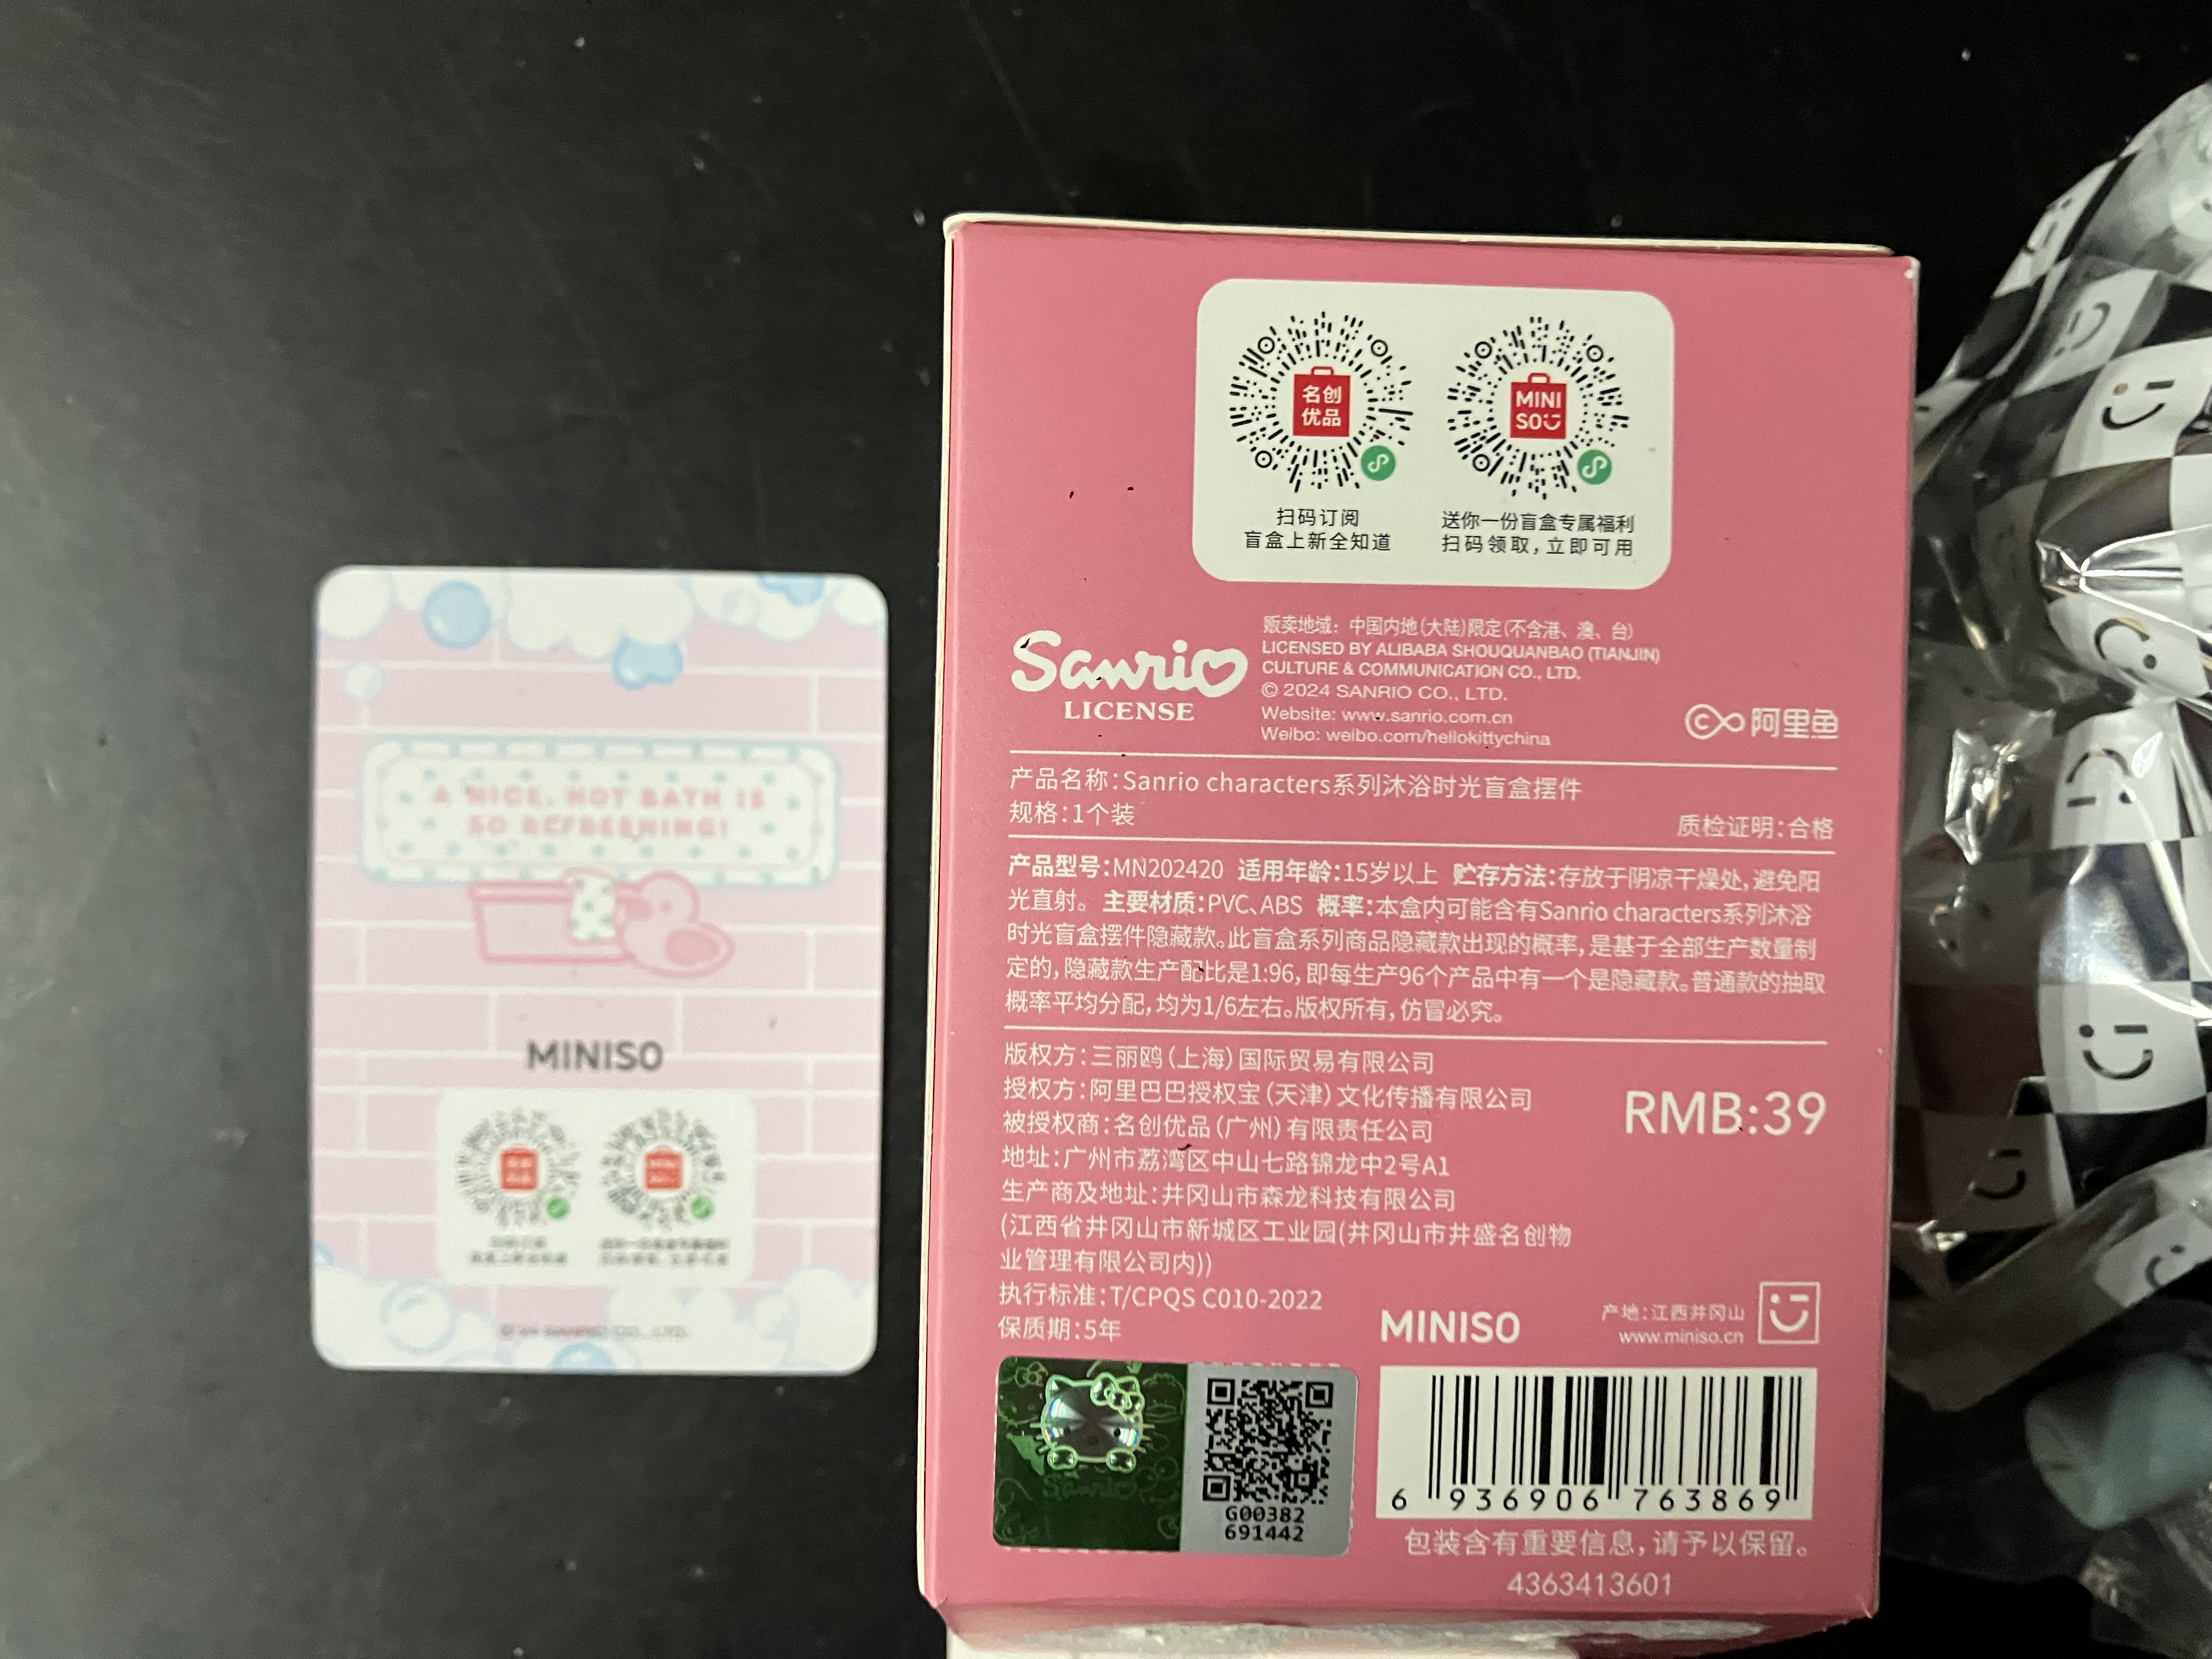 A NICE, HOT BATH IS
SO REFRESHING!
MINISO
名创
优品
MINI
SO
扫码订阅
盲盒上新全知道
送你一份盲盒专属福利
扫码领取,立即可用
Sanrio
LICENSE
贩卖地域: 中国内地(大陆)限定(不含港、澳、台)
LICENSED BY ALIBABA SHOUQUANBAO (TIANJIN)
CULTURE & COMMUNICATION CO., LTD.
© 2024 SANRIO CO., LTD.
Website: www.sanrio.com.cn
Weibo: weibo.com/hellokittychina
阿里鱼
产品名称:Sanrio characters系列沐浴时光盲盒摆件
规格:1个装
质检证明:合格
产品型号:MN202420 适用年龄:15岁以上 贮存方法:存放于阴凉干燥处,避免阳
光直射。 主要材质:PVC、ABS 概率:本盒内可能含有Sanrio characters系列沐浴
时光盲盒摆件隐藏款。此盲盒系列商品隐藏款出现的概率,是基于全部生产数量制
定的,隐藏款生产配比是1:96,即每生产96个产品中有一个是隐藏款。普通款的抽取
概率平均分配,均为1/6左右。版权所有,仿冒必究。
版权方:三丽鸥(上海)国际贸易有限公司
授权方:阿里巴巴授权宝(天津)文化传播有限公司
被授权商:名创优品(广州)有限责任公司
地址:广州市荔湾区中山七路锦龙中2号A1
生产商及地址:井冈山市森龙科技有限公司
(江西省井冈山市新城区工业园(井冈山市井盛名创物
业管理有限公司内))
执行标准:T/CPQS C010-2022
保质期:5年
RMB:39
MINISO
产地:江西井冈山
www.miniso.cn
Sanrio
G00382
691442
6 936906 763869
包装含有重要信息,请予以保留。
4363413601